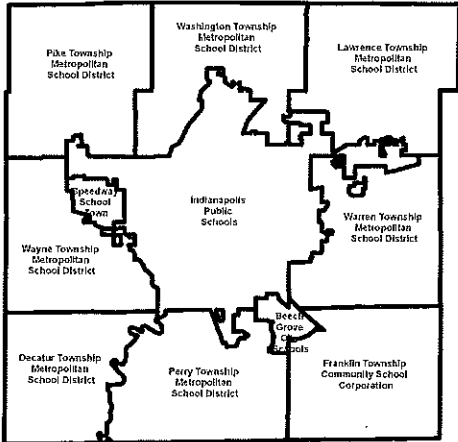 Washington Township
Metropolitan
School District
Pike Township
Metropolitan
School District
Lawrence Township
Metropolitan
School District
Speedway
School
Town
Indianapolis
Public
Schools
Warren Township
Metropolitan
School District
Wayne Township
Metropolitan
School District
Beech
Grove
City
Schools
Decatur Township
Metropolitan
School District
Perry Township
Metropolitan
School District
Franklin Township
Community School
Corporation